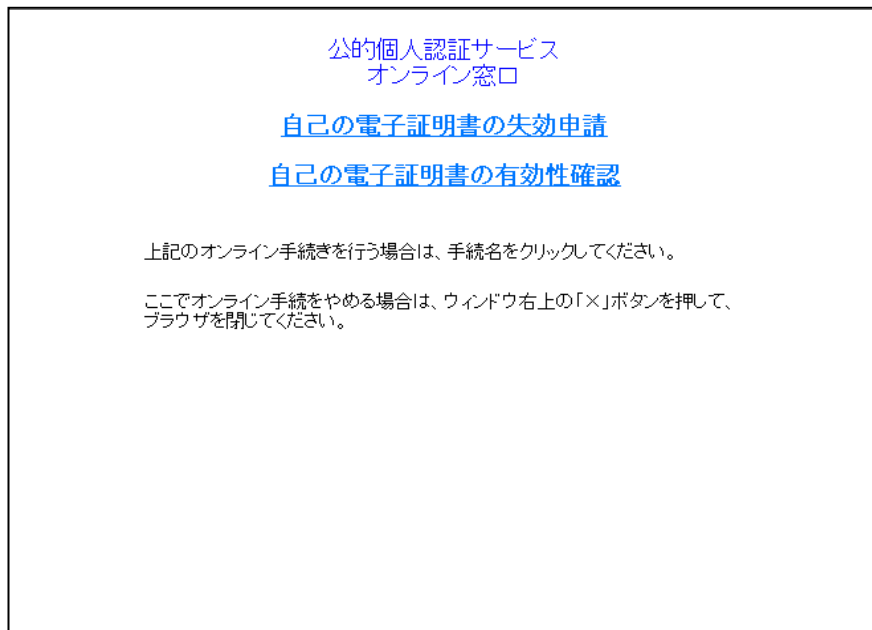 公的個人認証サービス
オンライン窓口
自己の電子証明書の失効申請
自己の電子証明書の有効性確認
上記のオンライン手続きを行う場合は、手続名をクリックしてください。
ここでオンライン手続をやめる場合は、ウィンドウ右上の「×」ボタンを押して、
ブラウザを閉じてください。